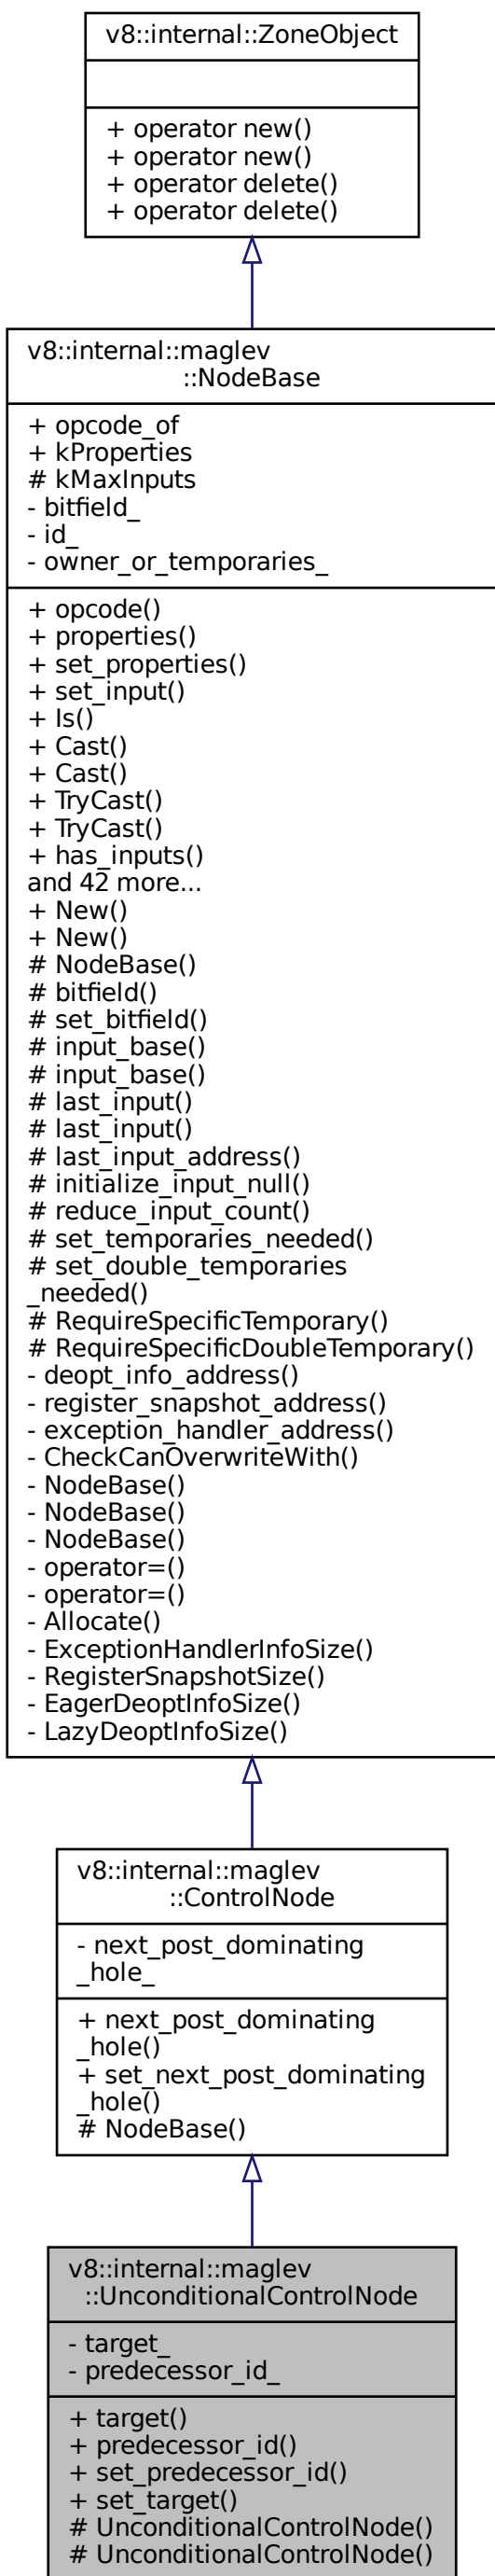 v8::internal::ZoneObject
+ operator new()
+ operator new()
+ operator delete()
+ operator delete()
v8::internal::maglev
::NodeBase
+ opcode_of
+ kProperties
# kMaxInputs
- bitfield_
- id_
- owner_or_temporaries_
+ opcode()
+ properties()
+ set_properties()
+ set_input()
+ Is()
+ Cast()
+ Cast()
+ TryCast()
+ TryCast()
+ has_inputs()
and 42 more...
+ New()
+ New()
# NodeBase()
# bitfield()
# set_bitfield()
# input_base()
# input_base()
# last_input()
# last_input()
# last_input_address()
# initialize_input_null()
# reduce_input_count()
# set_temporaries_needed()
# set_double_temporaries
_needed()
# RequireSpecificTemporary()
# RequireSpecificDoubleTemporary()
- deopt_info_address()
- register_snapshot_address()
- exception_handler_address()
- CheckCanOverwriteWith()
- NodeBase()
- NodeBase()
- NodeBase()
- operator=()
- operator=()
- Allocate()
- ExceptionHandlerInfoSize()
- RegisterSnapshotSize()
- EagerDeoptInfoSize()
- LazyDeoptInfoSize()
v8::internal::maglev
::ControlNode
- next_post_dominating
_hole_
+ next_post_dominating
_hole()
+ set_next_post_dominating
_hole()
# NodeBase()
v8::internal::maglev
::UnconditionalControlNode
- target_
- predecessor_id_
+ target()
+ predecessor_id()
+ set_predecessor_id()
+ set_target()
# UnconditionalControlNode()
# UnconditionalControlNode()